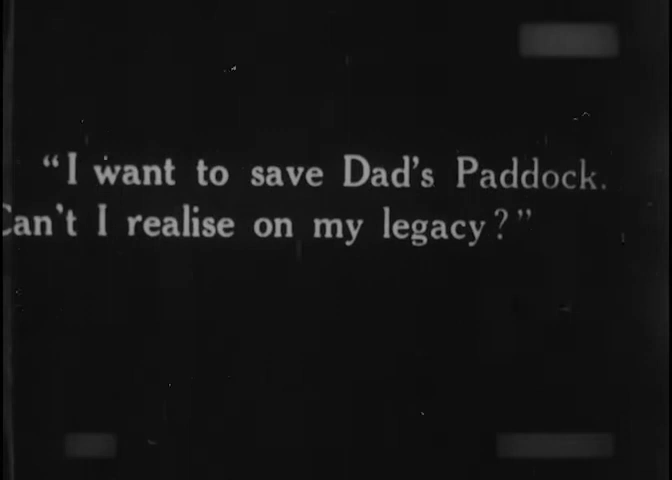 “I want to save Dad's Paddock.
Can't I realise on my legacy?”